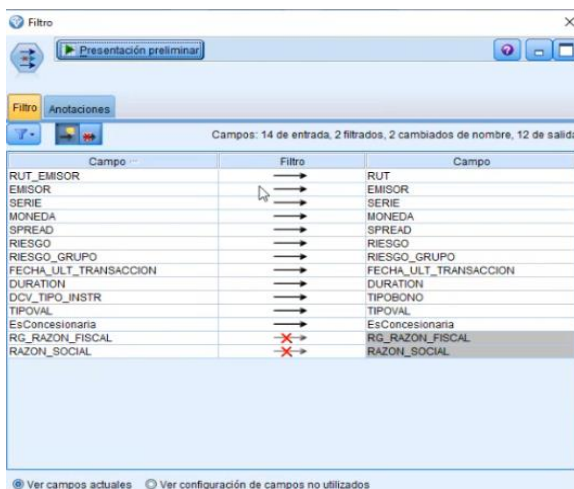 Filtro
Presentación preliminar
Filtro Anotaciones
Campos: 14 de entrada, 2 filtrados, 2 cambiados de nombre, 12 de salida
Campo Filtro Campo
RUT_EMISOR RUT
EMISOR EMISOR
SERIE SERIE
MONEDA MONEDA
SPREAD SPREAD
RIESGO RIESGO
RIESGO_GRUPO RIESGO_GRUPO
FECHA_ULT_TRANSACCION FECHA_ULT_TRANSACCION
DURATION DURATION
DCV_TIPO_INSTR TIPOBONO
TIPOVAL TIPOVAL
EsConcesionaria EsConcesionaria
RG_RAZON_FISCAL RG_RAZON_FISCAL
RAZON_SOCIAL RAZON_SOCIAL
Ver campos actuales Ver configuración de campos no utilizados